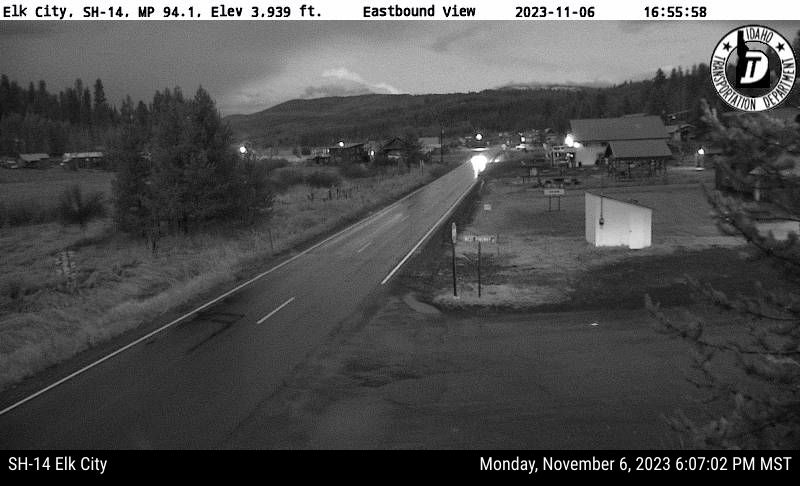 Elk City, SH-14, MP 94.1, Elev 3,939 ft. Eastbound View 2023-11-06 16:55:58
IDAHO
TRANSPORTATION DEPARTMENT
SH-14 Elk City Monday, November 6, 2023 6:07:02 PM MST